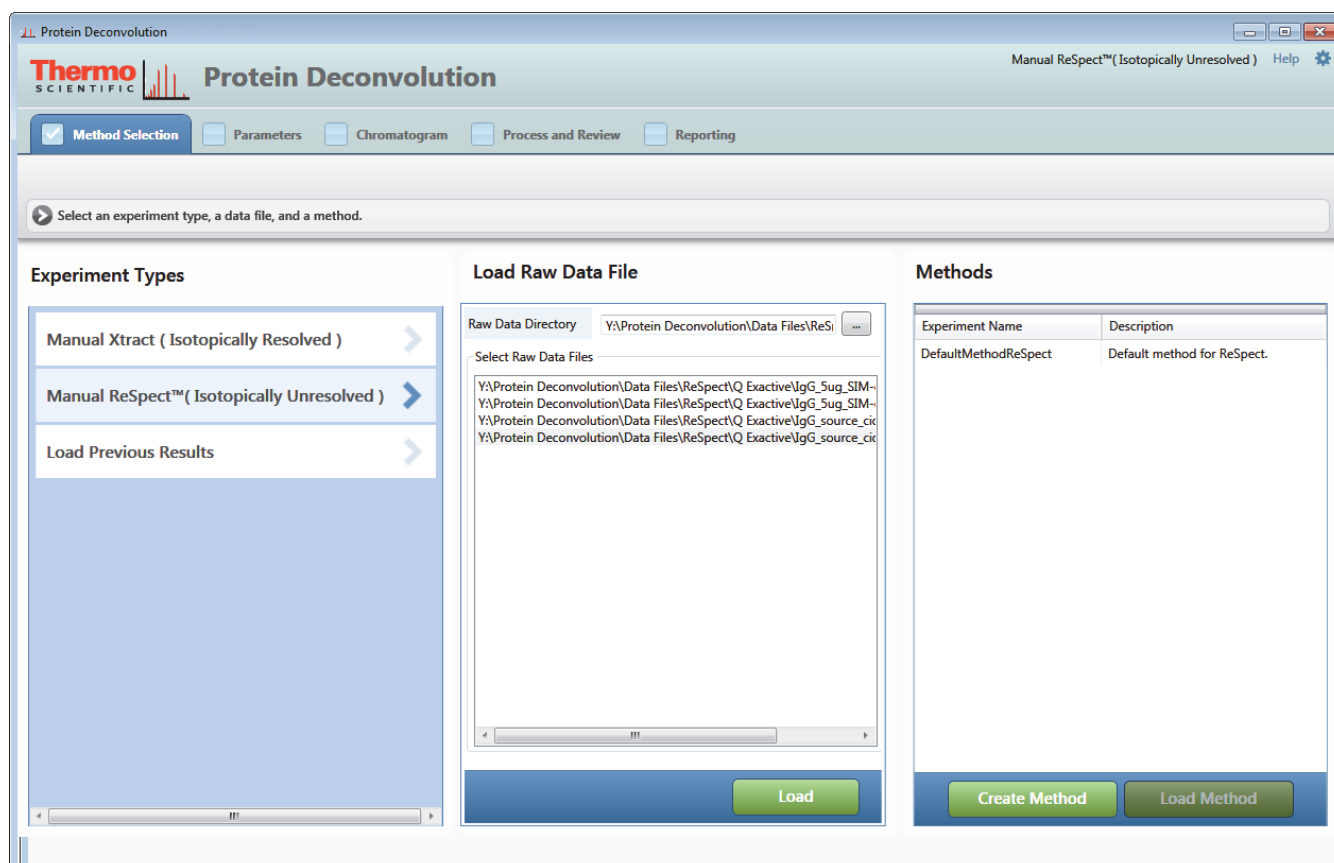 Protein Deconvolution
Thermo
SCIENTIFIC
Protein Deconvolution
Manual ReSpect™( Isotopically Unresolved ) Help
Method Selection Parameters Chromatogram Process and Review Reporting
Select an experiment type, a data file, and a method.
Experiment Types
Manual Xtract ( Isotopically Resolved )
Manual ReSpect™( Isotopically Unresolved )
Load Previous Results
Load Raw Data File
Raw Data Directory Y:\Protein Deconvolution\Data Files\ReS
...
Select Raw Data Files
Y:\Protein Deconvolution\Data Files\ReSpect\Q Exactive\IgG_5ug_SIM-
Y:\Protein Deconvolution\Data Files\ReSpect\Q Exactive\IgG_5ug_SIM-
Y:\Protein Deconvolution\Data Files\ReSpect\Q Exactive\IgG_source_cid
Y:\Protein Deconvolution\Data Files\ReSpect\Q Exactive\IgG_source_cid
Load
Methods
Experiment Name Description
DefaultMethodReSpect Default method for ReSpect.
Create Method Load Method